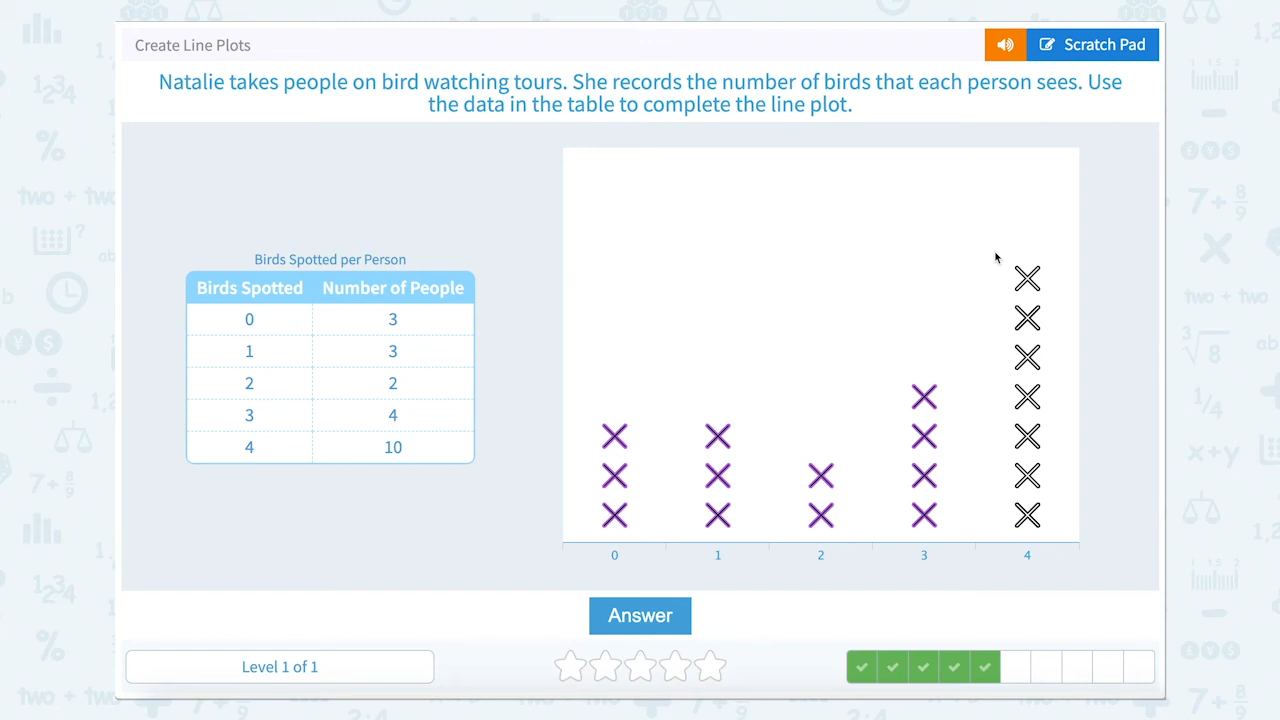 Create Line Plots
Scratch Pad
Natalie takes people on bird watching tours. She records the number of birds that each person sees. Use
the data in the table to complete the line plot.
Birds Spotted per Person
Birds Spotted Number of People
0 3
1 3
2 2
3 4
4 10
0 1 2 3 4
Answer
Level 1 of 1